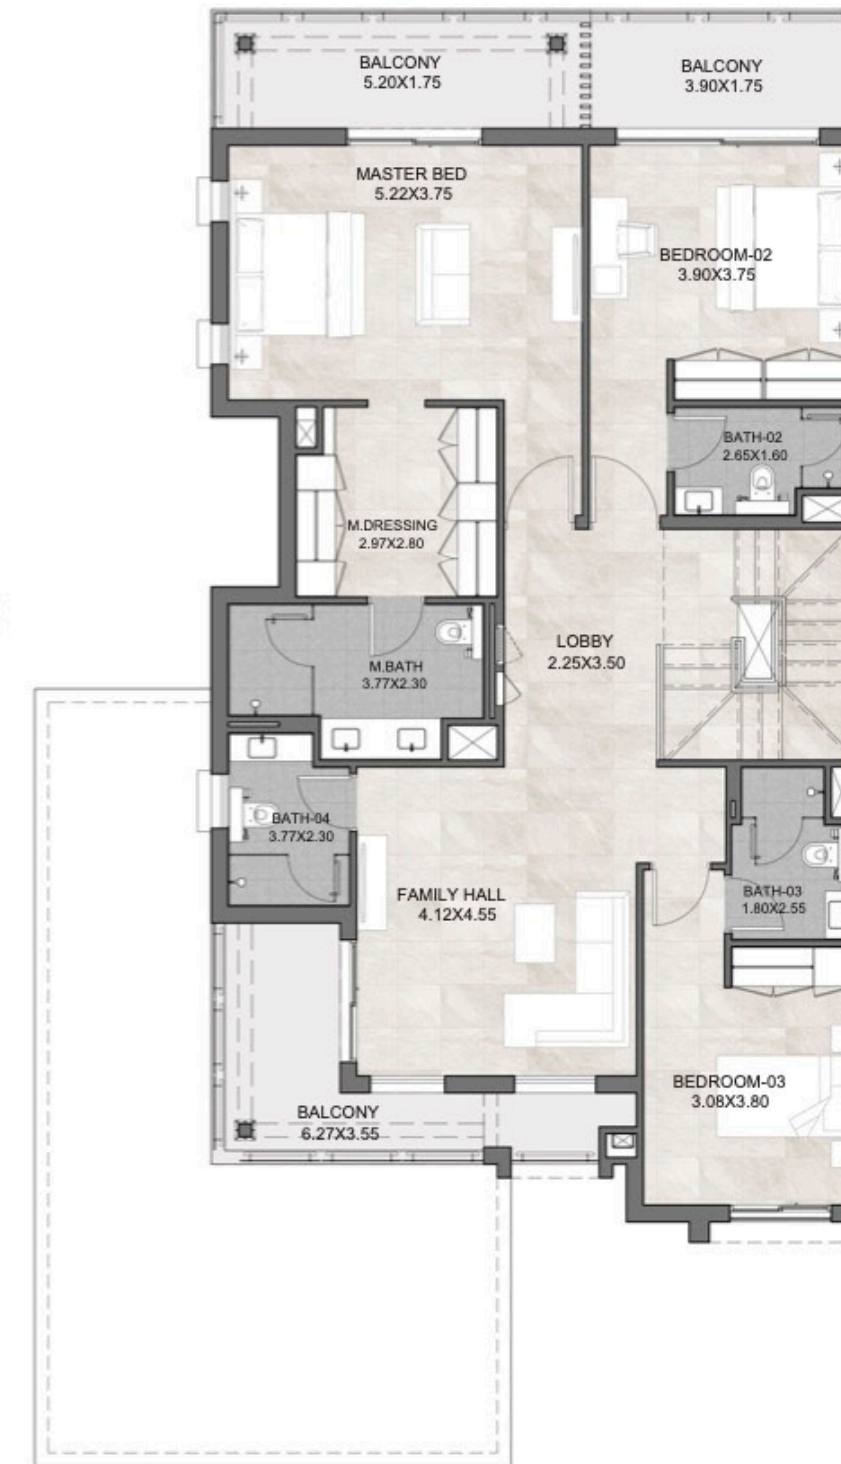 BALCONY
5.20X1.75
BALCONY
3.90X1.75
MASTER BED
5.22X3.75
BEDROOM-02
3.90X3.75
BATH-02
2.65X1.60
M.DRESSING
2.97X2.80
LOBBY
2.25X3.50
M.BATH
3.77X2.30
BATH-04
3.77X2.30
FAMILY HALL
4.12X4.55
BATH-03
1.80X2.55
BEDROOM-03
3.08X3.80
BALCONY
6.27X3.55